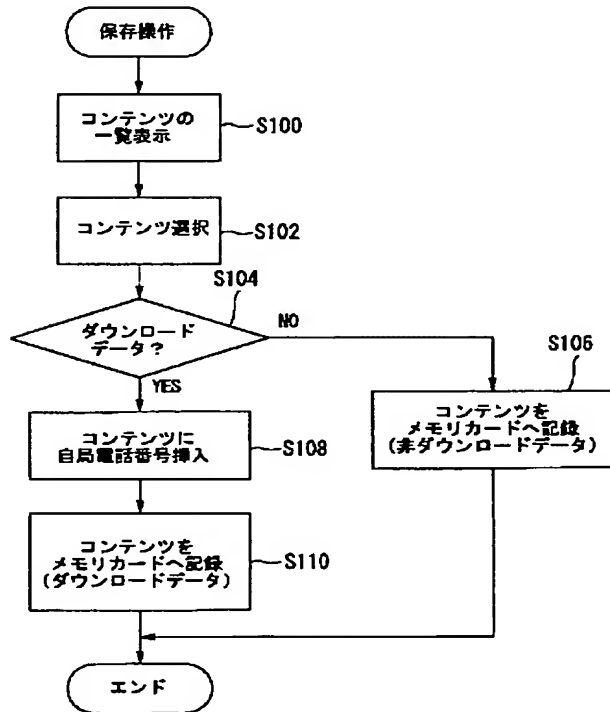 保存操作
コンテンツの
一覧表示
S100
コンテンツ選択
S102
S104
ダウンロード
データ？
NO
YES
S106
コンテンツを
メモリカードへ記録
(非ダウンロードデータ)
コンテンツに
自局電話番号挿入
S108
コンテンツを
メモリカードへ記録
(ダウンロードデータ)
S110
エンド